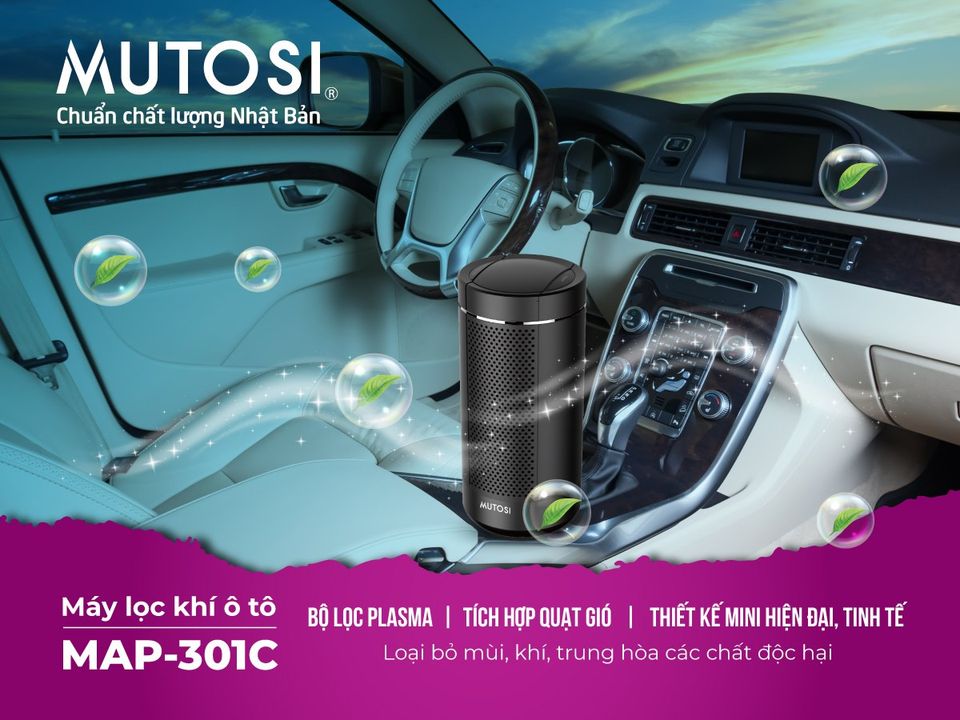 MUTOSI®
Chuẩn chất lượng Nhật Bản
MUTOSI
Máy lọc khí ô tô
MAP-301C
BỘ LỌC PLASMA | TÍCH HỢP QUẠT GIÓ | THIẾT KẾ MINI HIỆN ĐẠI, TINH TẾ
Loại bỏ mùi, khí, trung hòa các chất độc hại